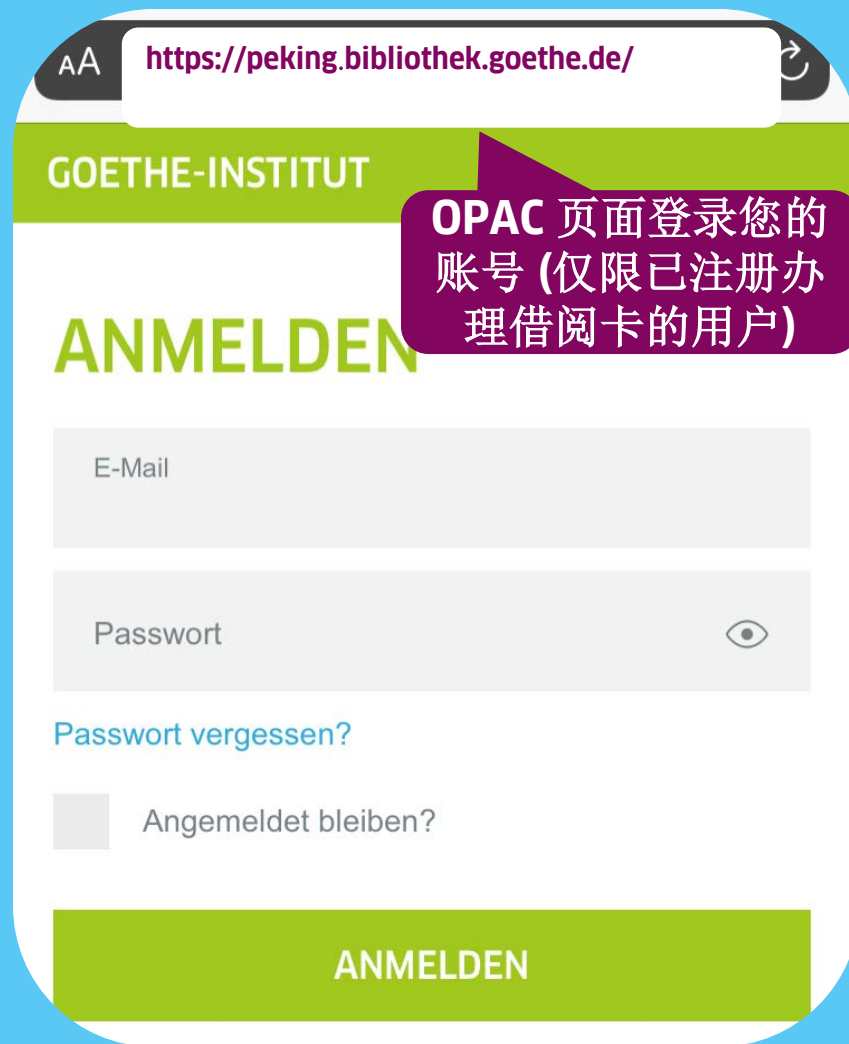 AA
https://peking.bibliothek.goethe.de/
GOETHE-INSTITUT
OPAC 页面登录您的
账号 (仅限已注册办
理借阅卡的用户)
ANMELDEN
E-Mail
Passwort
Passwort vergessen?
Angemeldet bleiben?
ANMELDEN